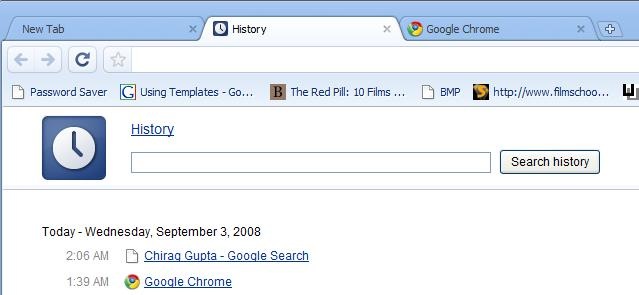 New Tab History Google Chrome
Password Saver Using Templates - Go... The Red Pill: 10 Films ... BMP http://www.filmschoo...
History
Search history
Today - Wednesday, September 3, 2008
2:06 AM Chirag Gupta - Google Search
1:39 AM Google Chrome